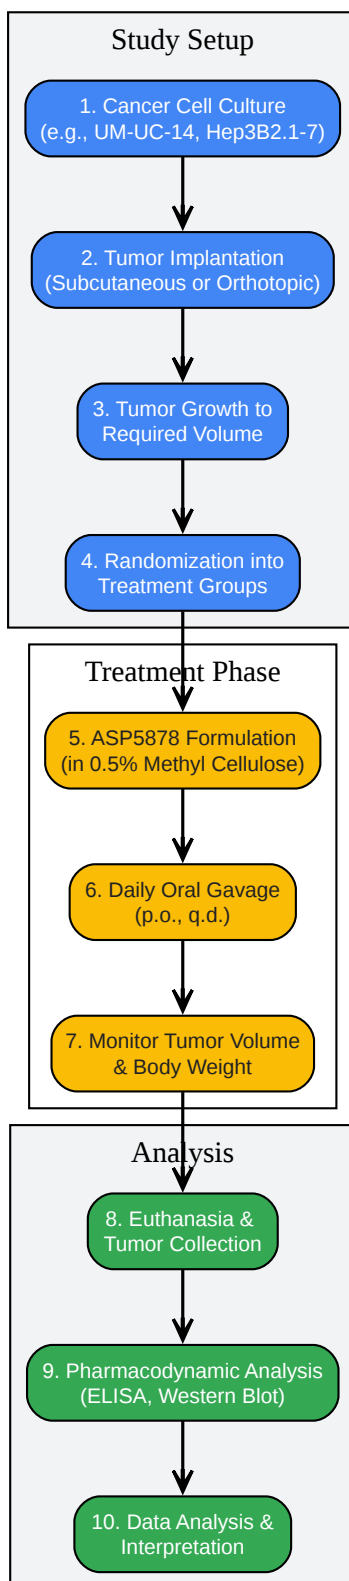 Study Setup
1. Cancer Cell Culture
(e.g., UM-UC-14, Hep3B2.1-7)
2. Tumor Implantation
(Subcutaneous or Orthotopic)
3. Tumor Growth to
Required Volume
4. Randomization into
Treatment Groups
Treatment Phase
5. ASP5878 Formulation
(in 0.5% Methyl Cellulose)
6. Daily Oral Gavage
(p.o., q.d.)
7. Monitor Tumor Volume
& Body Weight
Analysis
8. Euthanasia &
Tumor Collection
9. Pharmacodynamic Analysis
(ELISA, Western Blot)
10. Data Analysis &
Interpretation